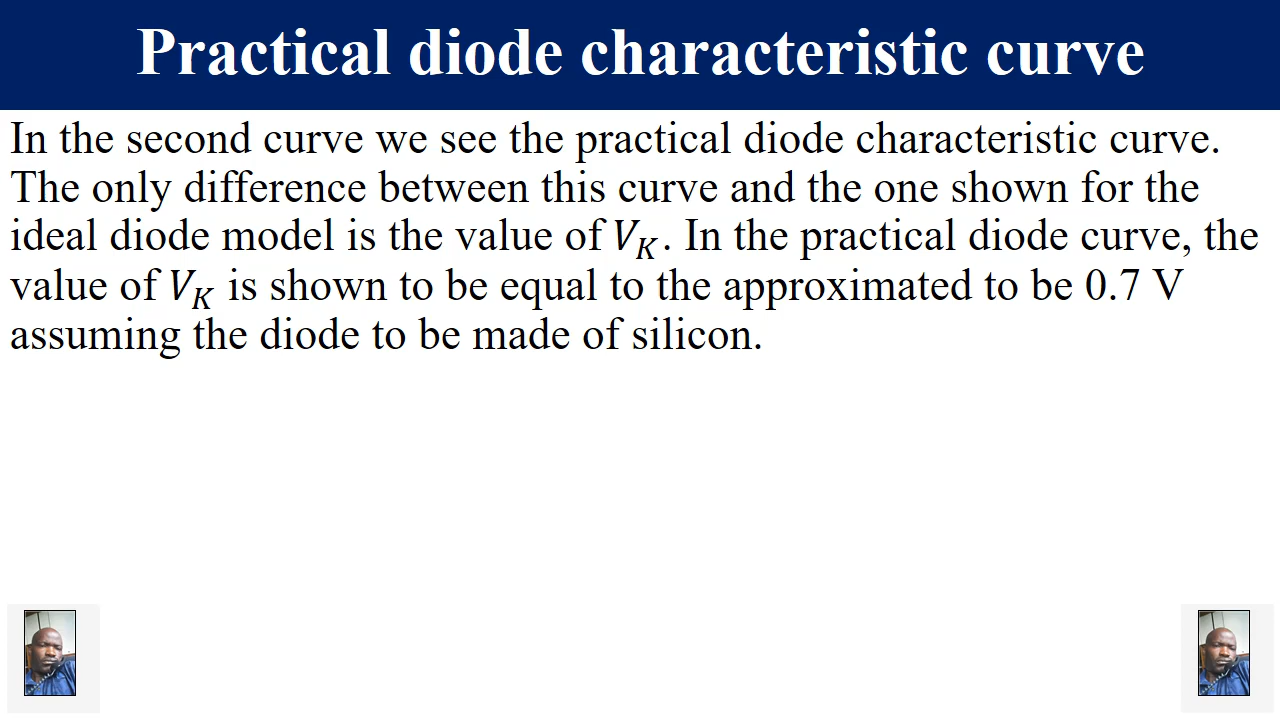 Practical diode characteristic curve
In the second curve we see the practical diode characteristic curve.
The only difference between this curve and the one shown for the
ideal diode model is the value of V_K. In the practical diode curve, the
value of V_K is shown to be equal to the approximated to be 0.7 V
assuming the diode to be made of silicon.